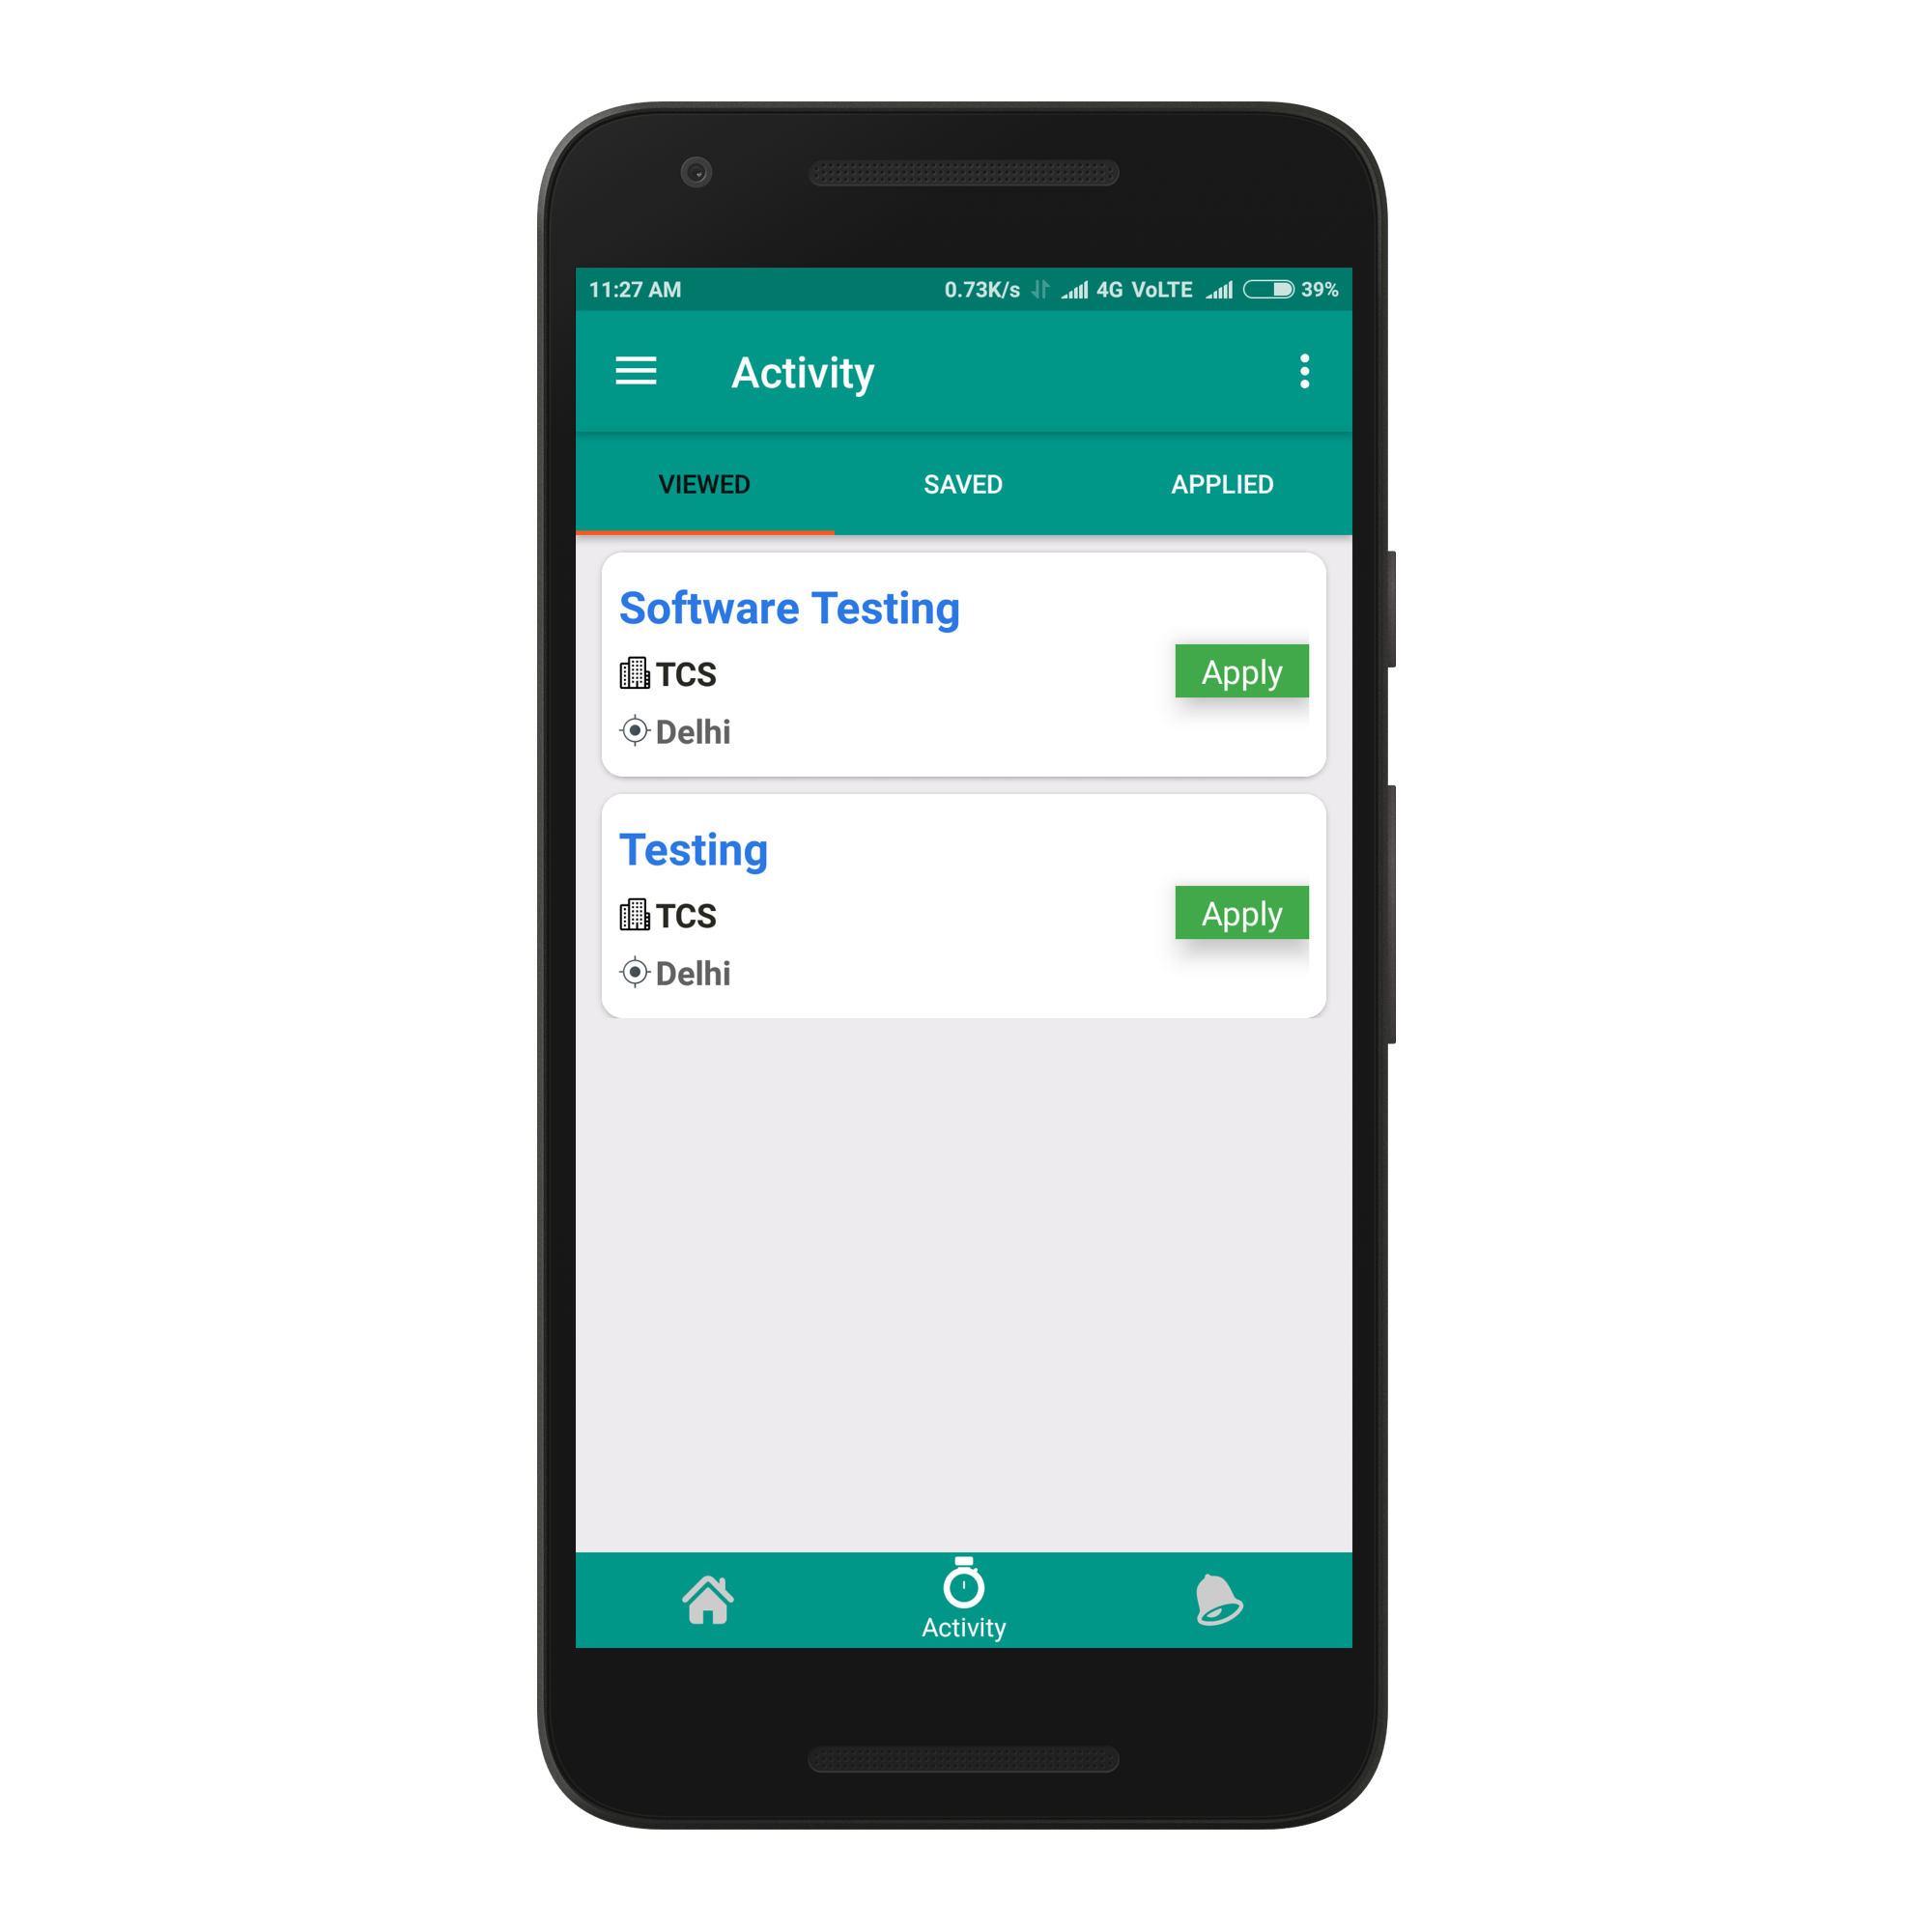 11:27 AM 0.73K/s 4G VoLTE 39%
Activity
VIEWED SAVED APPLIED
Software Testing
TCS
Apply
Delhi
Testing
TCS
Apply
Delhi
Activity